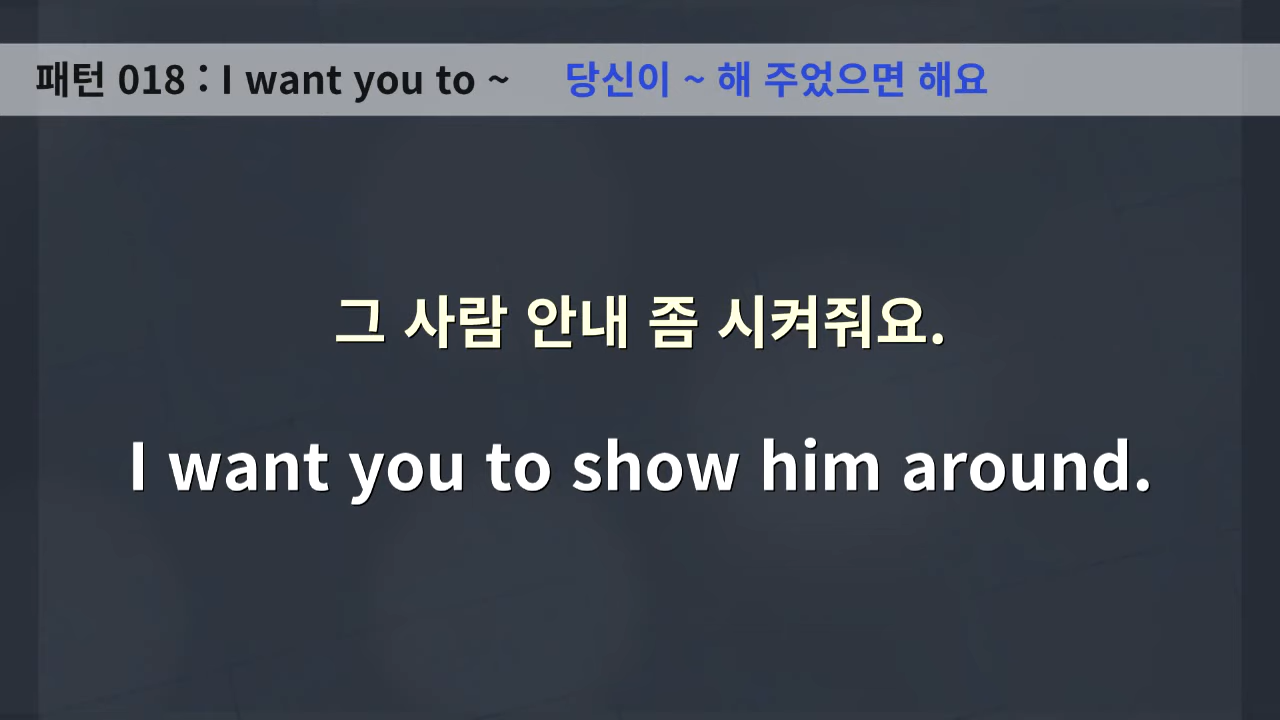 패턴 018 : I want you to ~ 당신이 ~ 해 주었으면 해요
그 사람 안내 좀 시켜줘요.
I want you to show him around.